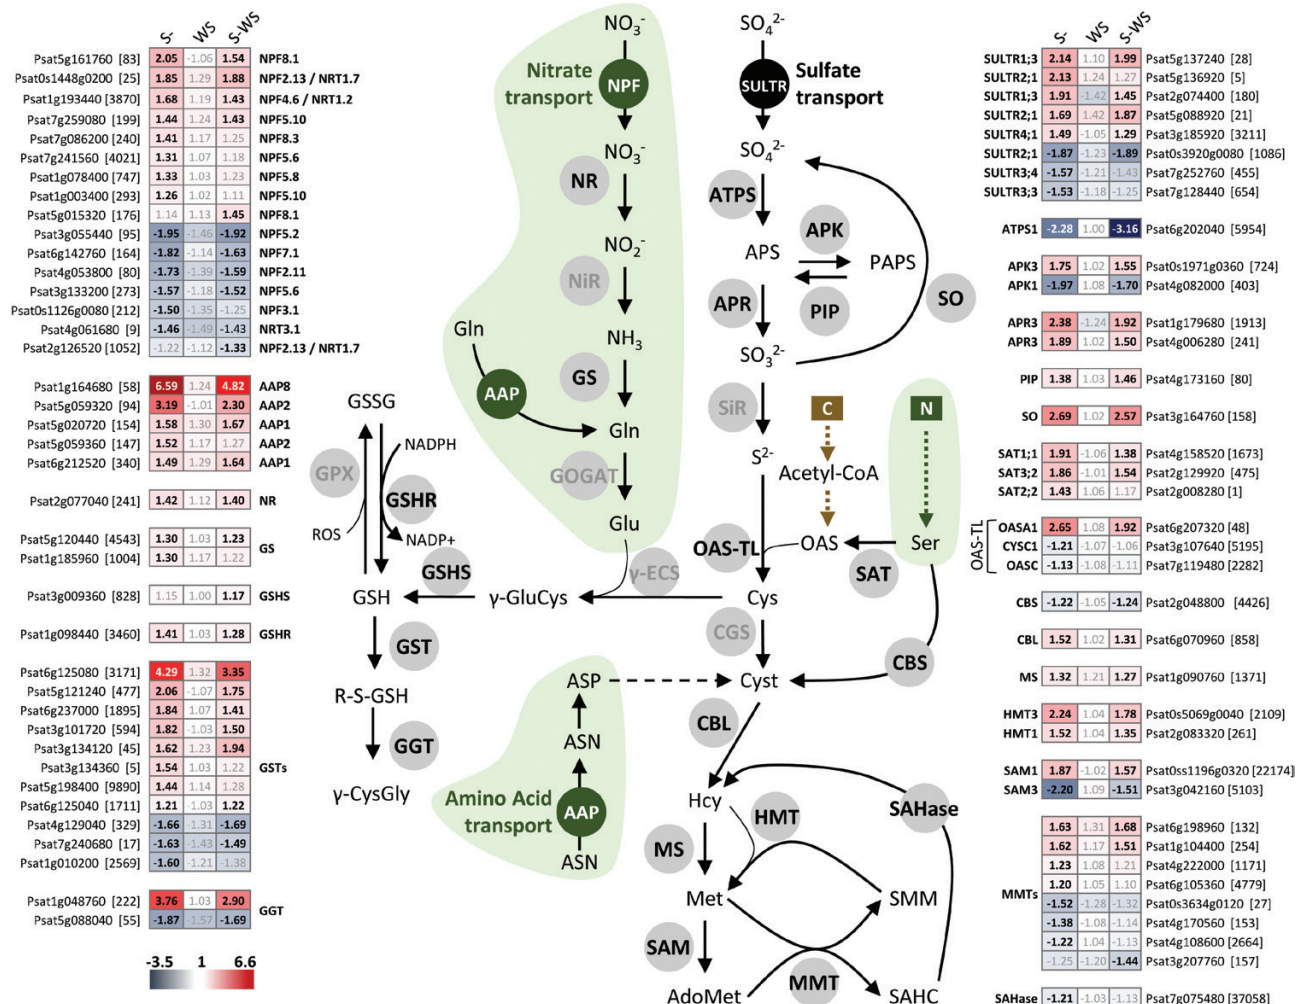 S- WS S-WS
Psat5g161760 [83] 2.05 -1.06 1.54 NPF8.1
Psat0s1448g0200 [25] 1.85 1.29 1.88 NPF2.13 / NRT1.7
Psat1g193440 [3870] 1.68 1.19 1.43 NPF4.6 / NRT1.2
Psat7g259080 [199] 1.44 1.24 1.43 NPF5.10
Psat7g086200 [240] 1.41 1.17 1.25 NPF8.3
Psat7g241560 [4021] 1.31 1.07 1.18 NPF5.6
Psat1g078400 [747] 1.33 1.03 1.23 NPF5.8
Psat1g003400 [293] 1.26 1.02 1.11 NPF5.10
Psat5g015320 [176] 1.14 1.13 1.45 NPF8.1
Psat3g055440 [95] -1.95 -1.46 -1.92 NPF5.2
Psat6g142760 [164] -1.82 -1.14 -1.63 NPF7.1
Psat4g053800 [80] -1.73 -1.39 -1.59 NPF2.11
Psat3g133200 [273] -1.57 -1.18 -1.52 NPF5.6
Psat0s1126g0080 [212] -1.50 -1.35 -1.25 NPF3.1
Psat4g061680 [9] -1.46 -1.49 -1.43 NRT3.1
Psat2g126520 [1052] -1.22 -1.12 -1.33 NPF2.13 / NRT1.7
Psat1g164680 [58] 6.59 1.24 4.82 AAP8
Psat5g059320 [94] 3.19 -1.01 2.30 AAP2
Psat5g020720 [154] 1.58 1.30 1.67 AAP1
Psat5g059360 [147] 1.52 1.17 1.27 AAP2
Psat6g212520 [340] 1.49 1.29 1.64 AAP1
Psat2g077040 [241] 1.42 1.12 1.40 NR
Psat5g120440 [4543] 1.30 1.03 1.23
GS
Psat1g185960 [1004] 1.30 1.17 1.22
Psat3g009360 [828] 1.15 1.00 1.17 GSHS
Psat1g098440 [3460] 1.41 1.03 1.28 GSHR
Psat6g125080 [3171] 4.29 1.32 3.35
Psat5g121240 [477] 2.06 -1.07 1.75
Psat6g237000 [1895] 1.84 1.07 1.41
Psat3g101720 [594] 1.82 -1.03 1.50
Psat3g134120 [45] 1.62 1.23 1.94
Psat3g134360 [5] 1.54 1.03 1.22
GSTs
Psat5g198400 [9890] 1.44 1.14 1.28
Psat6g125040 [1711] 1.21 -1.03 1.22
Psat4g129040 [329] -1.66 -1.31 -1.69
Psat7g240680 [17] -1.63 -1.43 -1.49
Psat1g010200 [2569] -1.60 -1.21 -1.38
Psat1g048760 [222] 3.76 1.03 2.90
GGT
Psat5g088040 [55] -1.87 -1.57 -1.69
-3.5 1 6.6
NO3-
Nitrate
transport
NPF
NO3-
NR
NO2-
NiR
NH3
Gln
AAP
GS
Gln
GOGAT
Glu
γ-ECS
GSSG
NADPH
GPX
GSHR
ROS
NADP+
GSHS
GSH
γ-GluCys
GST
R-S-GSH
GGT
γ-CysGly
ASP
ASN
Amino Acid
transport
AAP
ASN
SO42-
SULTR
Sulfate
transport
SO42-
ATPS
APK
APS
PAPS
APR
PIP
SO
SO32-
SiR
C
N
S2-
Acetyl-CoA
OAS-TL
OAS
Ser
SAT
Cys
CGS
CBS
Cyst
CBL
Hcy
HMT
SAHase
MS
Met
SMM
SAM
MMT
AdoMet
SAHC
S- WS S-WS
SULTR1;3 2.14 1.10 1.99 Psat5g137240 [28]
SULTR2;1 2.13 1.24 1.27 Psat5g136920 [5]
SULTR1;3 1.91 -1.42 1.45 Psat2g074400 [180]
SULTR2;1 1.69 1.42 1.87 Psat5g088920 [21]
SULTR4;1 1.49 -1.05 1.29 Psat3g185920 [3211]
SULTR2;1 -1.87 -1.23 -1.89 Psat0s3920g0080 [1086]
SULTR3;4 -1.57 -1.21 -1.43 Psat7g252760 [455]
SULTR3;3 -1.53 -1.18 -1.25 Psat7g128440 [654]
ATPS1 -2.28 1.00 -3.16 Psat6g202040 [5954]
APK3 1.75 1.02 1.55 Psat0s1971g0360 [724]
APK1 -1.97 1.08 -1.70 Psat4g082000 [403]
APR3 2.38 -1.24 1.92 Psat1g179680 [1913]
APR3 1.89 1.02 1.50 Psat4g006280 [241]
PIP 1.38 1.03 1.46 Psat4g173160 [80]
SO 2.69 1.02 2.57 Psat3g164760 [158]
SAT1;1 1.91 -1.06 1.38 Psat4g158520 [1673]
SAT3;2 1.86 -1.01 1.54 Psat2g129920 [475]
SAT2;2 1.43 1.06 1.17 Psat2g008280 [1]
OAS-TL
OASA1 2.65 1.08 1.92 Psat6g207320 [48]
CYSC1 -1.21 -1.07 -1.06 Psat3g107640 [5195]
OASC -1.13 -1.08 -1.11 Psat7g119480 [2282]
CBS -1.22 -1.05 -1.24 Psat2g048800 [4426]
CBL 1.52 1.02 1.31 Psat6g070960 [858]
MS 1.32 1.21 1.27 Psat1g090760 [1371]
HMT3 2.24 1.04 1.78 Psat0s5069g0040 [2109]
HMT1 1.52 1.04 1.35 Psat2g083320 [261]
SAM1 1.87 -1.02 1.57 Psat0ss1196g0320 [22174]
SAM3 -2.20 1.09 -1.51 Psat3g042160 [5103]
1.63 1.31 1.68 Psat6g198960 [132]
1.62 1.17 1.51 Psat1g104400 [254]
1.23 1.08 1.21 Psat4g222000 [1171]
1.20 1.05 1.10 Psat6g105360 [4779]
MMTs
-1.52 -1.28 -1.32 Psat0s3634g0120 [27]
-1.38 -1.08 -1.14 Psat4g170560 [153]
-1.22 1.04 -1.13 Psat4g108600 [2664]
-1.25 -1.20 -1.44 Psat3g207760 [157]
SAHase -1.21 -1.03 -1.13 Psat7g075480 [37058]